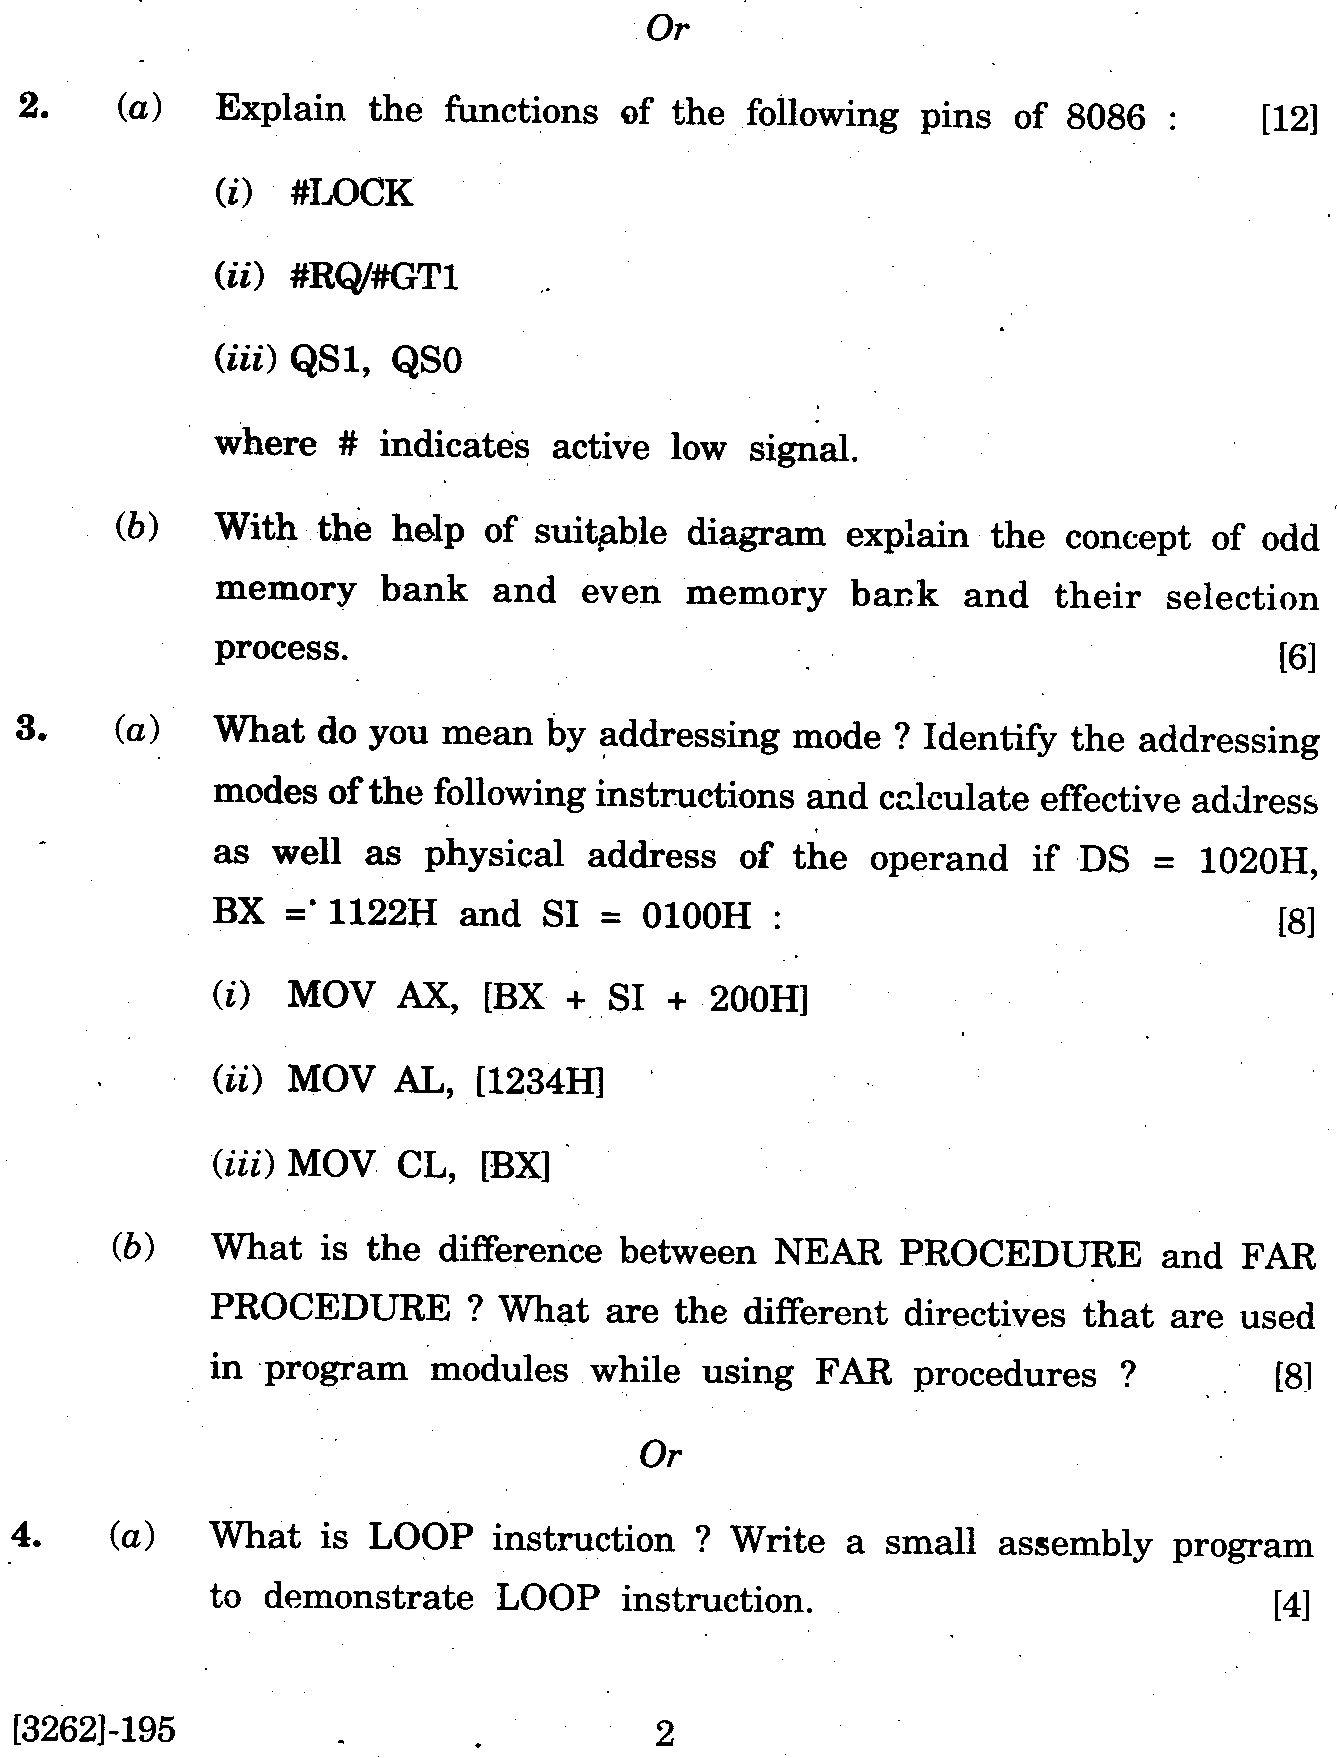 Or
2. (a) Explain the functions of the following pins of 8086 : [12]
(i) #LOCK
(ii) #RQ/#GT1
(iii) QS1, QS0
where # indicates active low signal.
(b) With the help of suitable diagram explain the concept of odd
memory bank and even memory bank and their selection
process. [6]
3. (a) What do you mean by addressing mode ? Identify the addressing
modes of the following instructions and calculate effective address
as well as physical address of the operand if DS = 1020H,
BX = 1122H and SI = 0100H : [8]
(i) MOV AX, [BX + SI + 200H]
(ii) MOV AL, [1234H]
(iii) MOV CL, [BX]
(b) What is the difference between NEAR PROCEDURE and FAR
PROCEDURE ? What are the different directives that are used
in program modules while using FAR procedures ? [8]
Or
4. (a) What is LOOP instruction ? Write a small assembly program
to demonstrate LOOP instruction. [4]
[3262]-195 2